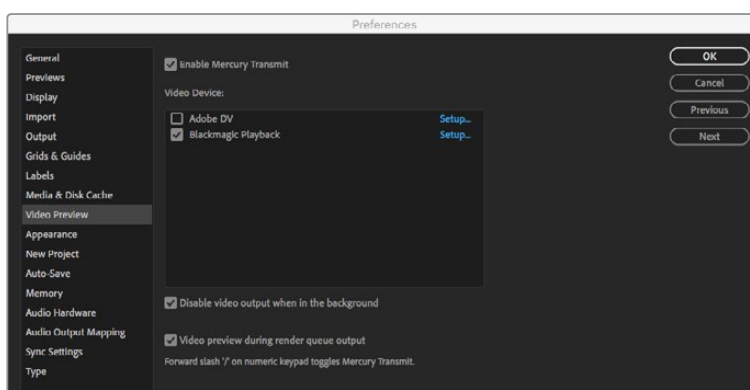 Preferences
General
Previews
Display
Import
Output
Grids & Guides
Labels
Media & Disk Cache
Video Preview
Appearance
New Project
Auto-Save
Memory
Audio Hardware
Audio Output Mapping
Sync Settings
Type
Enable Mercury Transmit
Video Device:
Adobe DV Setup...
Blackmagic Playback Setup...
Disable video output when in the background
Video preview during render queue output
Forward slash '/' on numeric keypad toggles Mercury Transmit.
OK
Cancel
Previous
Next